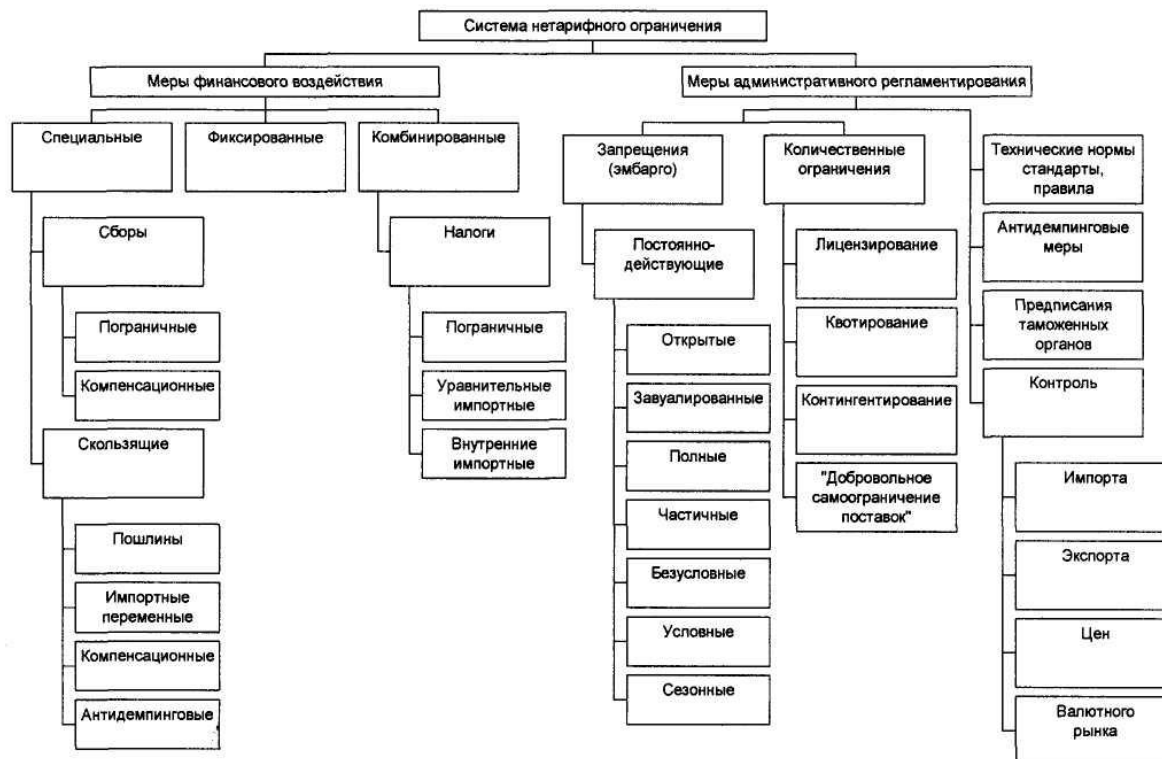 Система нетарифного ограничения
Меры финансового воздействия
Меры административного регламентирования
Специальные
Фиксированные
Комбинированные
Запрещения
(эмбарго)
Количественные
ограничения
Технические нормы
стандарты,
правила
Сборы
Налоги
Постоянно-
действующие
Лицензирование
Антидемпинговые
меры
Пограничные
Пограничные
Открытые
Квотирование
Предписания
таможенных
органов
Компенсационные
Уравнительные
импортные
Завуалированные
Контингентирование
Контроль
Скользящие
Внутренние
импортные
Полные
"Добровольное
самоограничение
поставок"
Импорта
Пошлины
Частичные
Экспорта
Импортные
переменные
Безусловные
Цен
Компенсационные
Условные
Антидемпинговые
Сезонные
Валютного
рынка